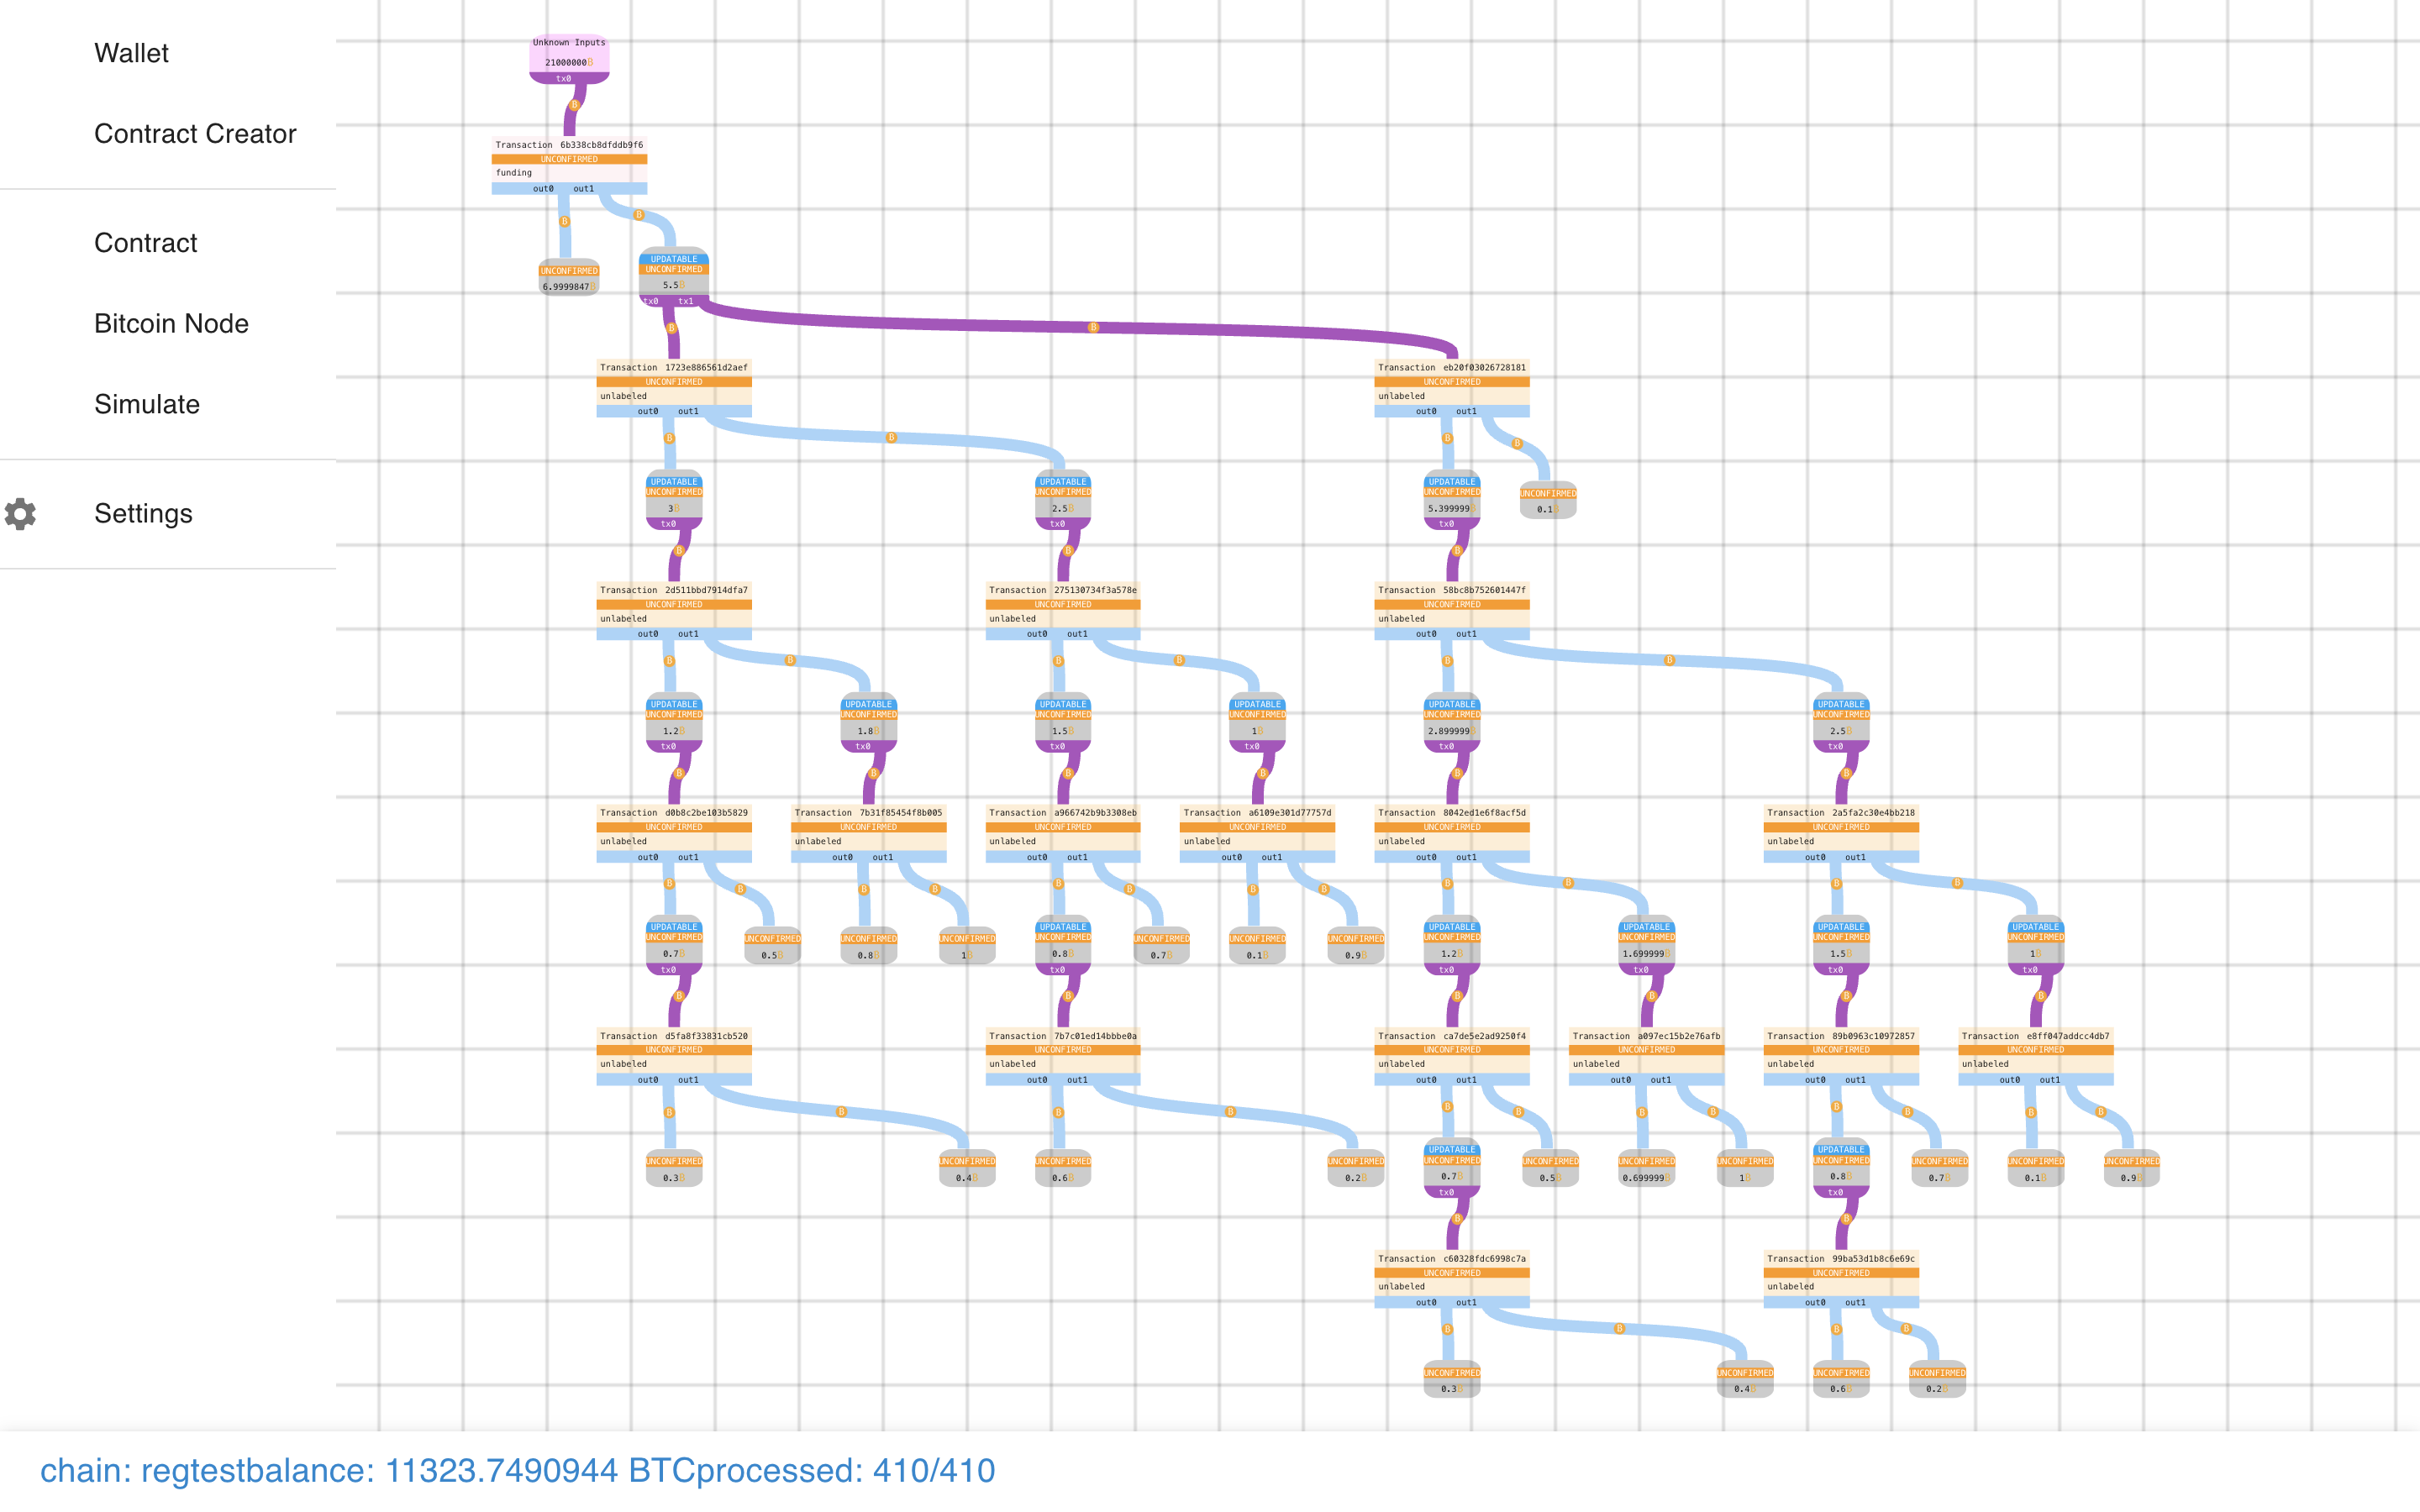 Wallet
Contract Creator
Contract
Bitcoin Node
Simulate
Settings
Unknown Inputs
21000000₿
tx0
Transaction 6b338cb8dfddb9f6
UNCONFIRMED
funding
out0 out1
UNCONFIRMED
6.9999847₿
UPDATABLE
UNCONFIRMED
5.5₿
tx0 tx1
Transaction 1723e886561d2aef
UNCONFIRMED
unlabeled
out0 out1
Transaction eb20f03026728181
UNCONFIRMED
unlabeled
out0 out1
UPDATABLE
UNCONFIRMED
3₿
tx0
UPDATABLE
UNCONFIRMED
2.5₿
tx0
UPDATABLE
UNCONFIRMED
5.399999₿
tx0
UNCONFIRMED
0.1₿
Transaction 2d511bbd7914dfa7
UNCONFIRMED
unlabeled
out0 out1
Transaction 275130734f3a578e
UNCONFIRMED
unlabeled
out0 out1
Transaction 58bc8b752601447f
UNCONFIRMED
unlabeled
out0 out1
UPDATABLE
UNCONFIRMED
1.2₿
tx0
UPDATABLE
UNCONFIRMED
1.8₿
tx0
UPDATABLE
UNCONFIRMED
1.5₿
tx0
UPDATABLE
UNCONFIRMED
1₿
tx0
UPDATABLE
UNCONFIRMED
2.899999₿
tx0
UPDATABLE
UNCONFIRMED
2.5₿
tx0
Transaction d0b8c2be103b5829
UNCONFIRMED
unlabeled
out0 out1
Transaction 7b31f85454f8b005
UNCONFIRMED
unlabeled
out0 out1
Transaction a966742b9b3308eb
UNCONFIRMED
unlabeled
out0 out1
Transaction a6109e301d77757d
UNCONFIRMED
unlabeled
out0 out1
Transaction 8042ed1e6f8acf5d
UNCONFIRMED
unlabeled
out0 out1
Transaction 2a5fa2c30e4bb218
UNCONFIRMED
unlabeled
out0 out1
UPDATABLE
UNCONFIRMED
0.7₿
tx0
UNCONFIRMED
0.5₿
UNCONFIRMED
0.8₿
UNCONFIRMED
1₿
UPDATABLE
UNCONFIRMED
0.8₿
tx0
UNCONFIRMED
0.7₿
UNCONFIRMED
0.1₿
UNCONFIRMED
0.9₿
UPDATABLE
UNCONFIRMED
1.2₿
tx0
UPDATABLE
UNCONFIRMED
1.699999₿
tx0
UPDATABLE
UNCONFIRMED
1.5₿
tx0
UPDATABLE
UNCONFIRMED
1₿
tx0
Transaction d5fa8f33831cb520
UNCONFIRMED
unlabeled
out0 out1
Transaction 7b7c01ed14bbbe0a
UNCONFIRMED
unlabeled
out0 out1
Transaction ca7de5e2ad9250f4
UNCONFIRMED
unlabeled
out0 out1
Transaction a097ec15b2e76afb
UNCONFIRMED
unlabeled
out0 out1
Transaction 89b0963c10972857
UNCONFIRMED
unlabeled
out0 out1
Transaction e8ff047addcc4db7
UNCONFIRMED
unlabeled
out0 out1
UNCONFIRMED
0.3₿
UNCONFIRMED
0.4₿
UNCONFIRMED
0.6₿
UNCONFIRMED
0.2₿
UPDATABLE
UNCONFIRMED
0.7₿
tx0
UNCONFIRMED
0.5₿
UNCONFIRMED
0.699999₿
UNCONFIRMED
1₿
UPDATABLE
UNCONFIRMED
0.8₿
tx0
UNCONFIRMED
0.7₿
UNCONFIRMED
0.1₿
UNCONFIRMED
0.9₿
Transaction c60328fdc6998c7a
UNCONFIRMED
unlabeled
out0 out1
Transaction 99ba53d1b8c6e69c
UNCONFIRMED
unlabeled
out0 out1
UNCONFIRMED
0.3₿
UNCONFIRMED
0.4₿
UNCONFIRMED
0.6₿
UNCONFIRMED
0.2₿
chain: regtestbalance: 11323.7490944 BTCprocessed: 410/410